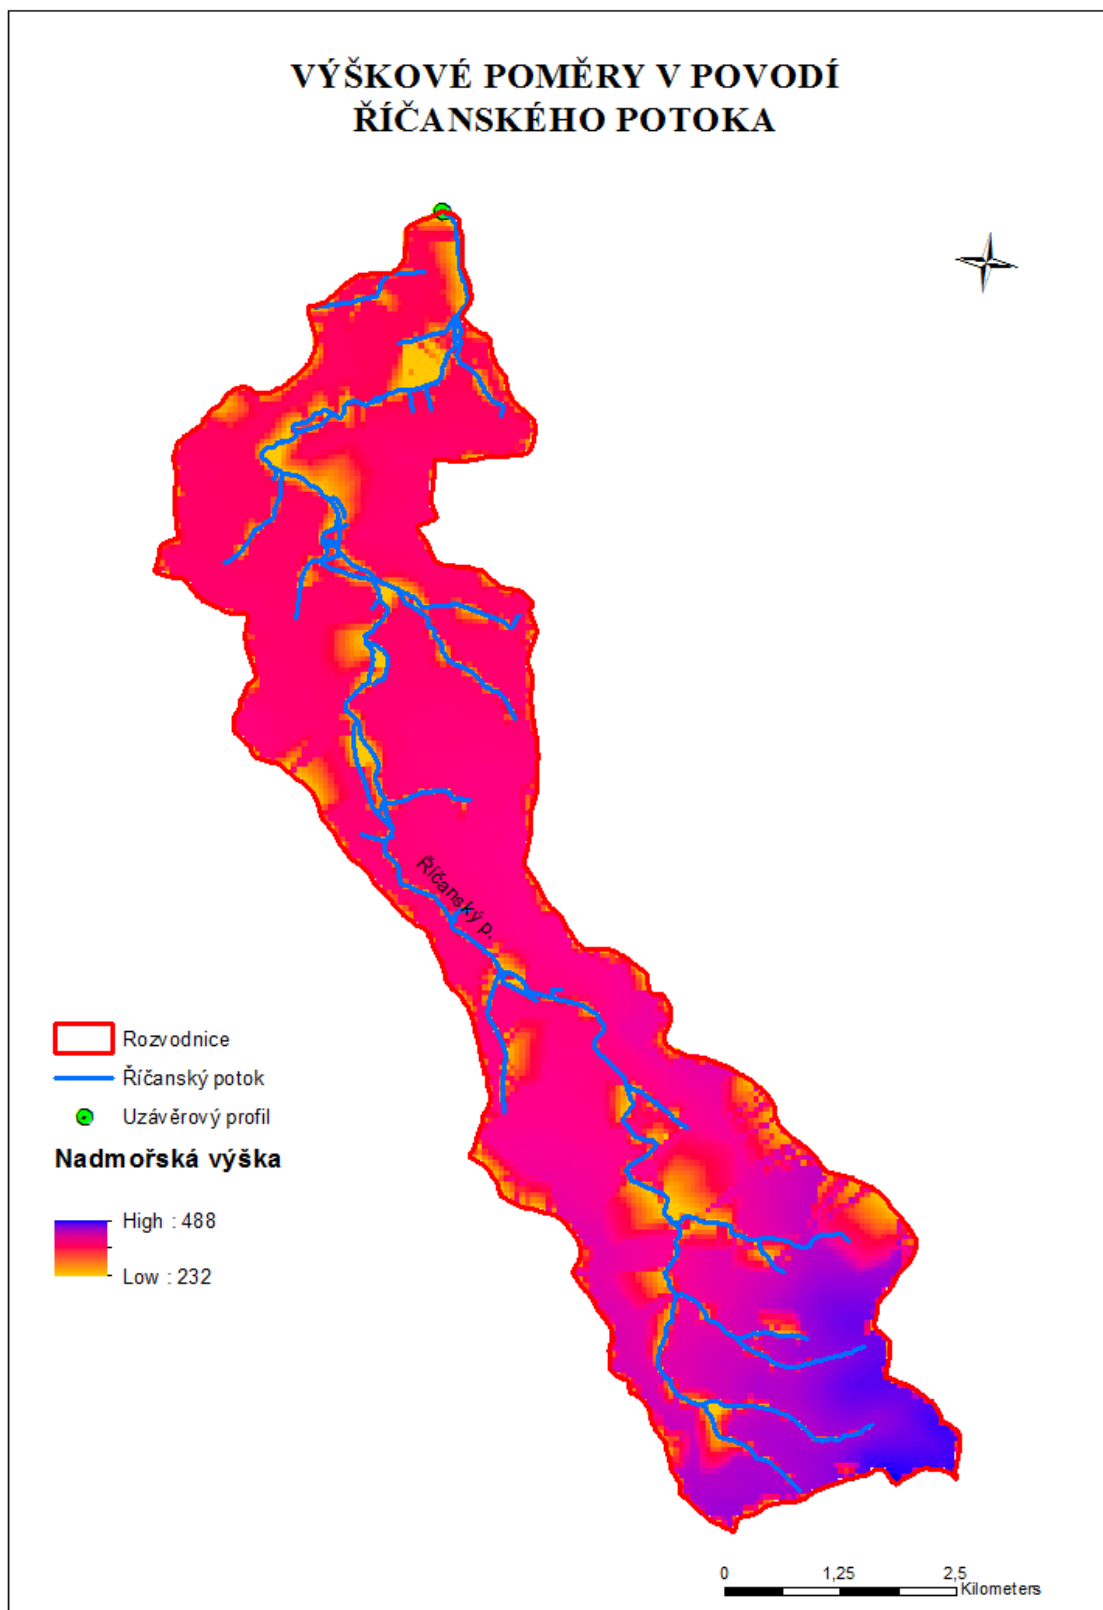 VÝŠKOVÉ POMĚRY V POVODÍ
ŘÍČANSKÉHO POTOKA
Říčanský p.
Rozvodnice
Říčanský potok
Uzávěrový profil
Nadmořská výška
High : 488
Low : 232
0 1,25 2,5
Kilometers